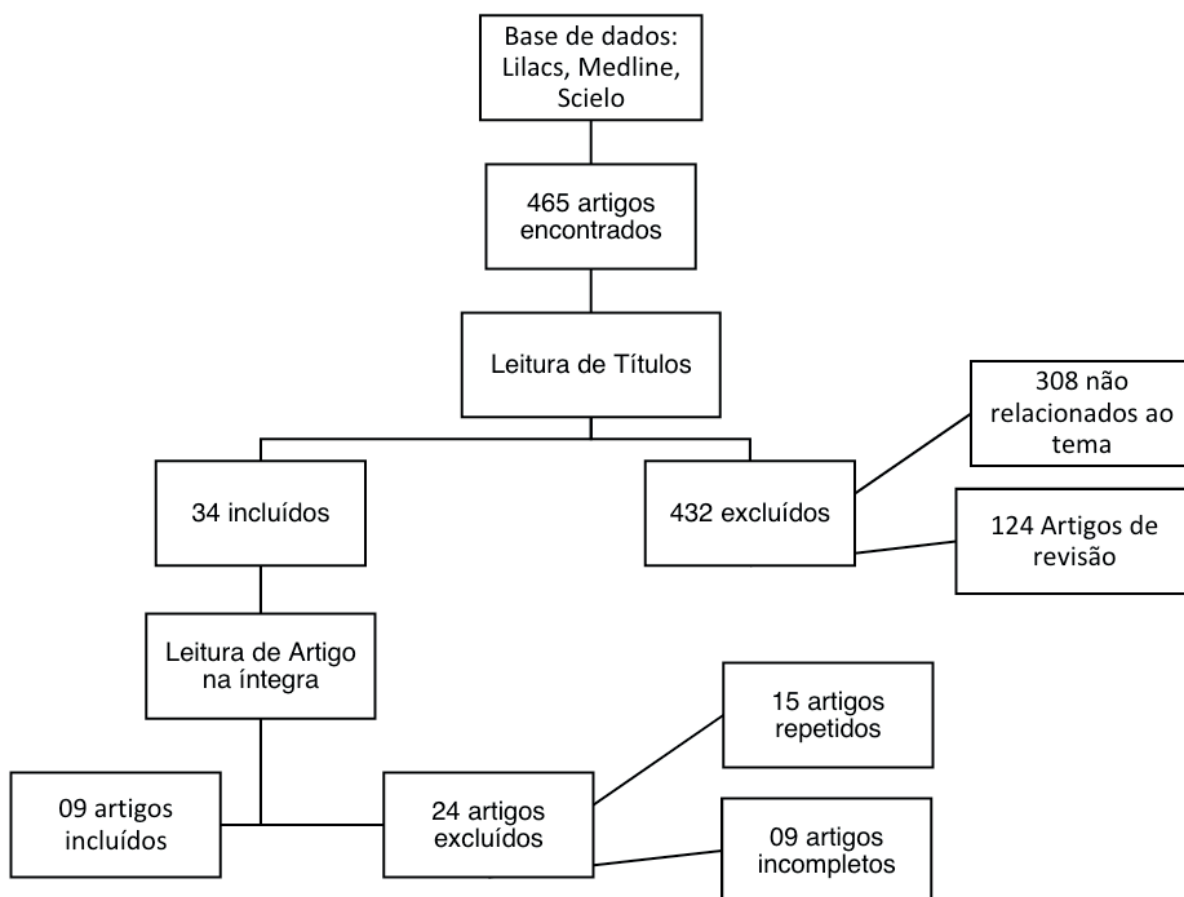 Base de dados:
Lilacs, Medline,
Scielo
465 artigos
encontrados
Leitura de Títulos
308 não
relacionados ao
tema
34 incluídos
432 excluídos
124 Artigos de
revisão
Leitura de Artigo
na íntegra
15 artigos
repetidos
09 artigos
incluídos
24 artigos
excluídos
09 artigos
incompletos